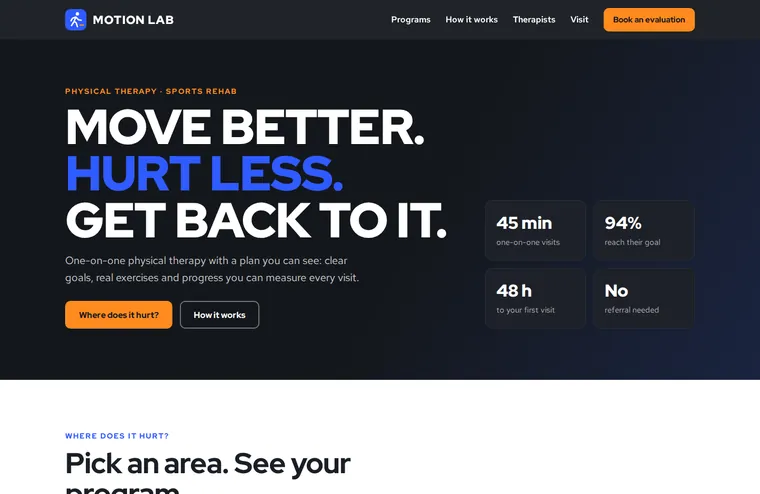 MOTION LAB
Programs
How it works
Therapists
Visit
Book an evaluation
PHYSICAL THERAPY · SPORTS REHAB
MOVE BETTER.
HURT LESS.
GET BACK TO IT.
One-on-one physical therapy with a plan you can see: clear
goals, real exercises and progress you can measure every visit.
Where does it hurt?
How it works
45 min
one-on-one visits
94%
reach their goal
48 h
to your first visit
No
referral needed
WHERE DOES IT HURT?
Pick an area. See your
program